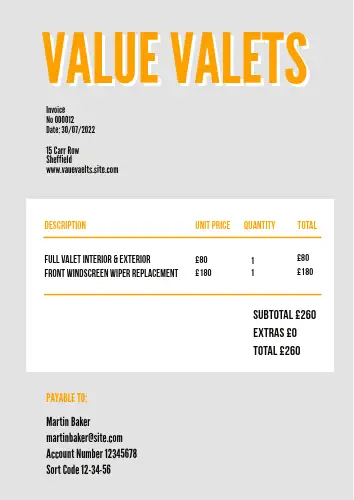 VALUE VALETS
Invoice
No 000012
Date: 30/07/2022
15 Carr Row
Sheffield
www.vauevaelts.site.com
DESCRIPTION UNIT PRICE QUANTITY TOTAL
FULL VALET INTERIOR & EXTERIOR £80 1 £80
FRONT WINDSCREEN WIPER REPLACEMENT £180 1 £180
SUBTOTAL £260
EXTRAS £0
TOTAL £260
PAYABLE TO:
Martin Baker
martinbaker@site.com
Account Number 12345678
Sort Code 12-34-56